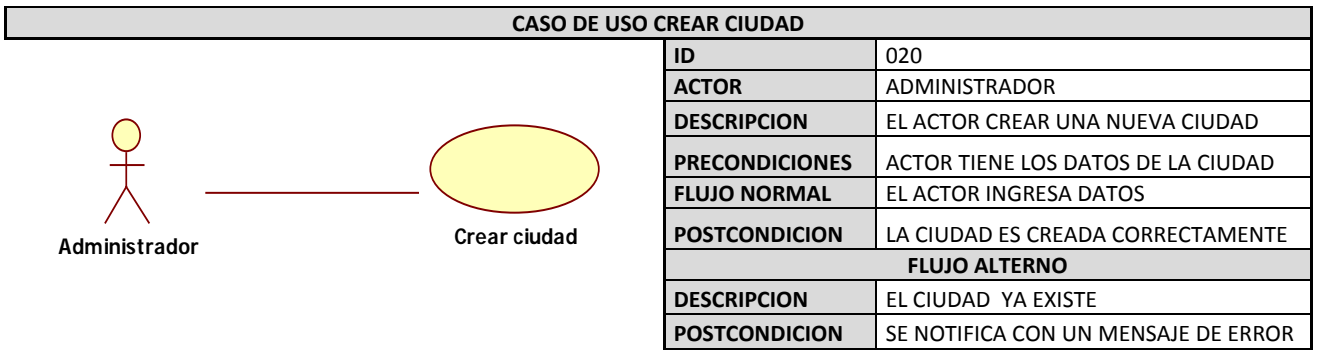 CASO DE USO CREAR CIUDAD
ID 020
ACTOR ADMINISTRADOR
DESCRIPCION EL ACTOR CREAR UNA NUEVA CIUDAD
PRECONDICIONES ACTOR TIENE LOS DATOS DE LA CIUDAD
FLUJO NORMAL EL ACTOR INGRESA DATOS
POSTCONDICION LA CIUDAD ES CREADA CORRECTAMENTE
FLUJO ALTERNO
DESCRIPCION EL CIUDAD YA EXISTE
POSTCONDICION SE NOTIFICA CON UN MENSAJE DE ERROR
Administrador
Crear ciudad